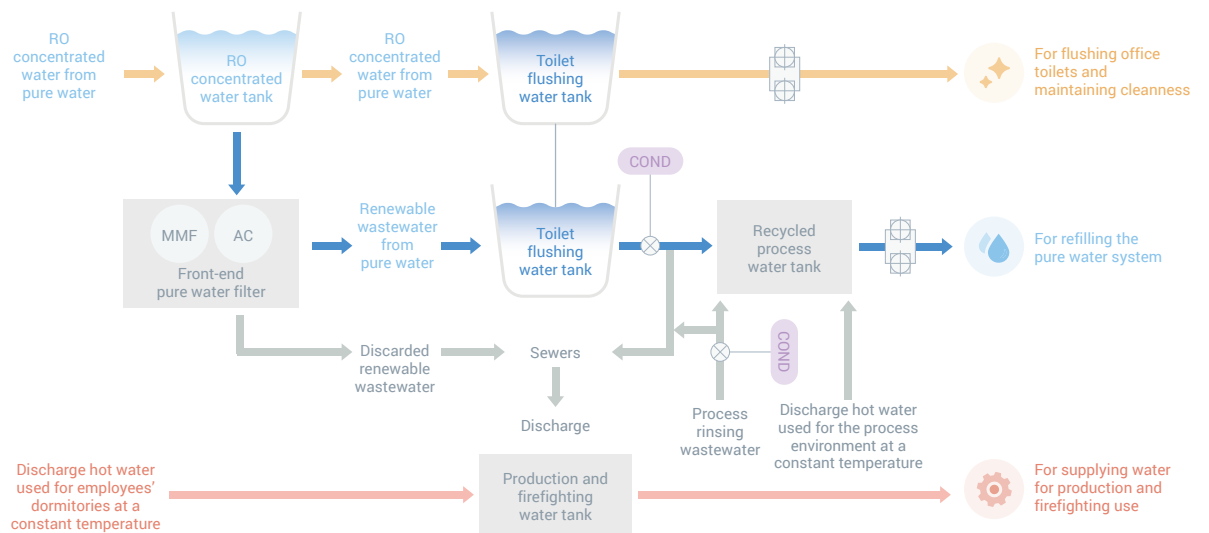 RO
concentrated
water from
pure water
RO
concentrated
water tank
RO
concentrated
water from
pure water
Toilet
flushing
water tank
For flushing office
toilets and
maintaining cleanness
COND
MMF
AC
Front-end
pure water filter
Renewable
wastewater
from
pure water
Toilet
flushing
water tank
Recycled
process
water tank
For refilling the
pure water system
COND
Discarded
renewable
wastewater
Sewers
Discharge
Process
rinsing
wastewater
Discharge hot water
used for the process
environment at a
constant temperature
Discharge hot water
used for employees’
dormitories at a
constant temperature
Production and
firefighting
water tank
For supplying water
for production and
firefighting use